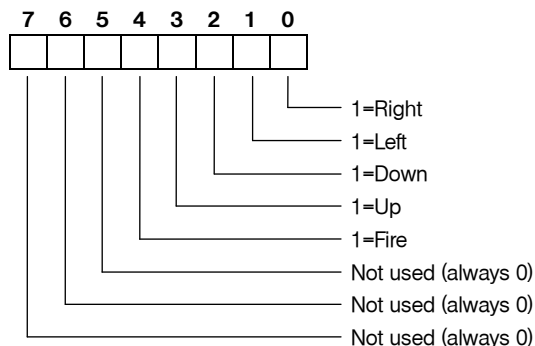 7 6 5 4 3 2 1 0
1=Right
1=Left
1=Down
1=Up
1=Fire
Not used (always 0)
Not used (always 0)
Not used (always 0)